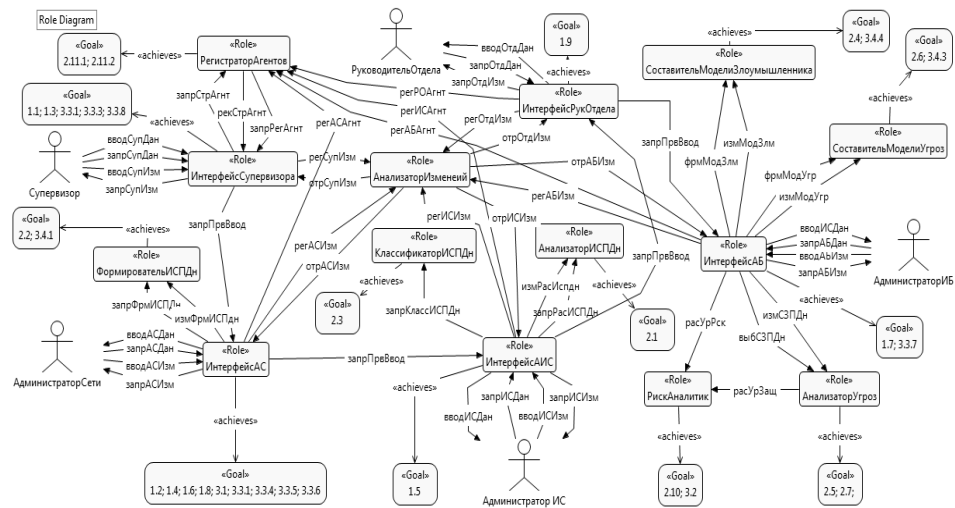 Role Diagram
«Goal»
2.11.1; 2.11.2
«achieves»
«Role»
РегистраторАгентов
РуководительОтдела
вводОтдДан
запрОтдДан
запрОтдИзм
«Goal»
1.9
«achieves»
«Role»
ИнтерфейсРукОтдела
«Role»
СоставительМоделиЗлоумышленника
«achieves»
«Goal»
2.4; 3.4.4
«Goal»
2.6; 3.4.3
«achieves»
«Role»
СоставительМоделиУгроз
«Goal»
1.1; 1.3; 3.3.1; 3.3.3; 3.3.8
«achieves»
запрСтрАгнт
рекСтрАгнт
запрРегАгнт
регАСАгнт
регРОАгнт
регИСАгнт
регАБАгнт
регОтдИзм
отрОтдИзм
запрПрвВвод
фрмМодЗлм
измМодЗлм
фрмМодУгр
измМодУгр
Супервизор
вводСупДан
запрСупДан
вводСупИзм
запрСупИзм
«Role»
ИнтерфейсСупервизора
регСупИзм
отрСупИзм
«Role»
АнализаторИзменеий
отрАБИзм
регАБИзм
«Goal»
2.2; 3.4.1
«achieves»
«Role»
ФормировательИСПДн
запрПрвВвод
регАСИзм
отрАСИзм
регИСИзм
отрИСИзм
«Role»
КлассификаторИСПДн
«Role»
АнализаторИСПДн
запрПрвВвод
«Role»
ИнтерфейсАБ
вводИСДан
запрАБДан
вводАБИзм
запрАБИзм
АдминистраторИБ
запрФрмИСПДн
измФрмИСПдн
«achieves»
«Goal»
2.3
запрКлассИСПДн
измРасИспдн
запрРасИСПДн
«achieves»
«Goal»
2.1
расУрРск
измСЗПДн
выбСЗПДн
«achieves»
«Goal»
1.7; 3.3.7
АдминистраторСети
вводАСДан
запрАСДан
вводАСИзм
запрАСИзм
«Role»
ИнтерфейсАС
запрПрвВвод
«Role»
ИнтерфейсАИС
«Role»
РискАналитик
расУрЗащ
«Role»
АнализаторУгроз
«achieves»
«achieves»
запрИСДан
вводИСДан
запрИСИзм
вводИСИзм
«achieves»
«achieves»
«Goal»
1.2; 1.4; 1.6; 1.8; 3.1; 3.3.1; 3.3.4; 3.3.5; 3.3.6
«Goal»
1.5
Администратор ИС
«Goal»
2.10; 3.2
«Goal»
2.5; 2.7;